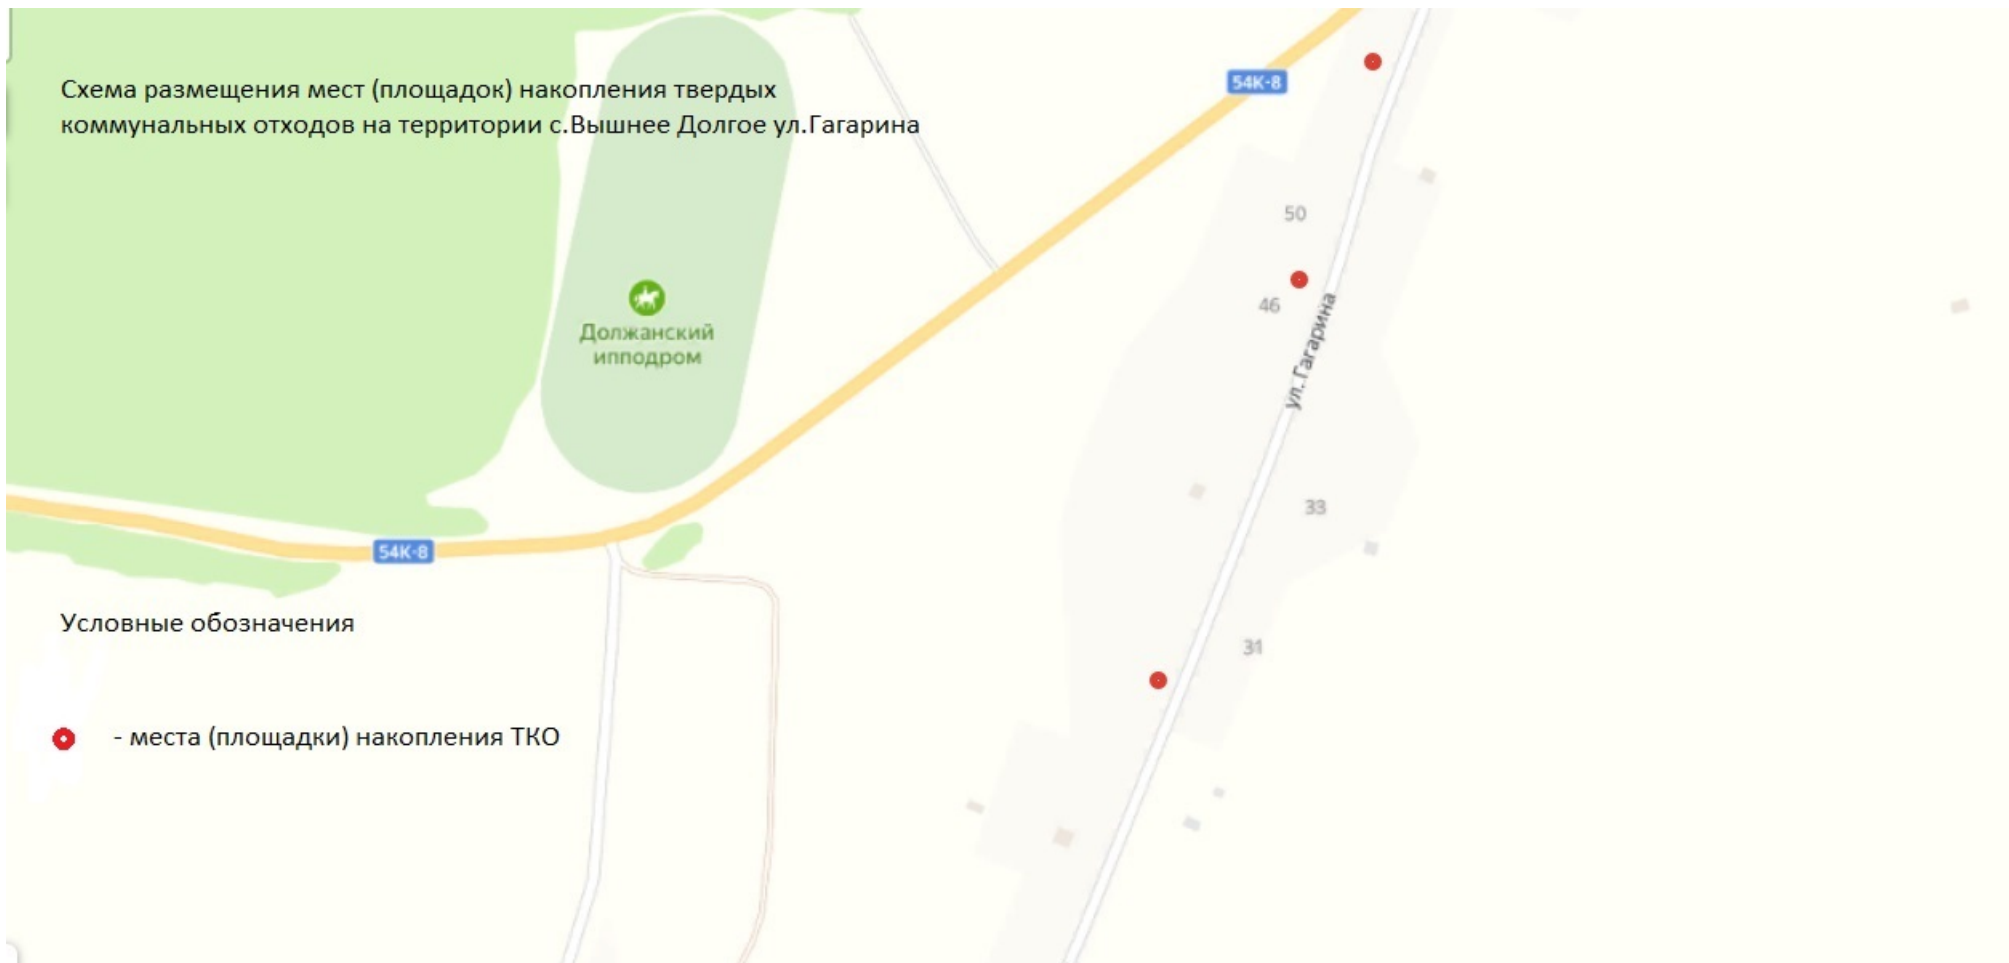 Схема размещения мест (площадок) накопления твердых
коммунальных отходов на территории с.Вышнее Долгое ул.Гагарина
54К-8
50
46
ул. Гагарина
Должанский
ипподром
33
54К-8
Условные обозначения
31
- места (площадки) накопления ТКО